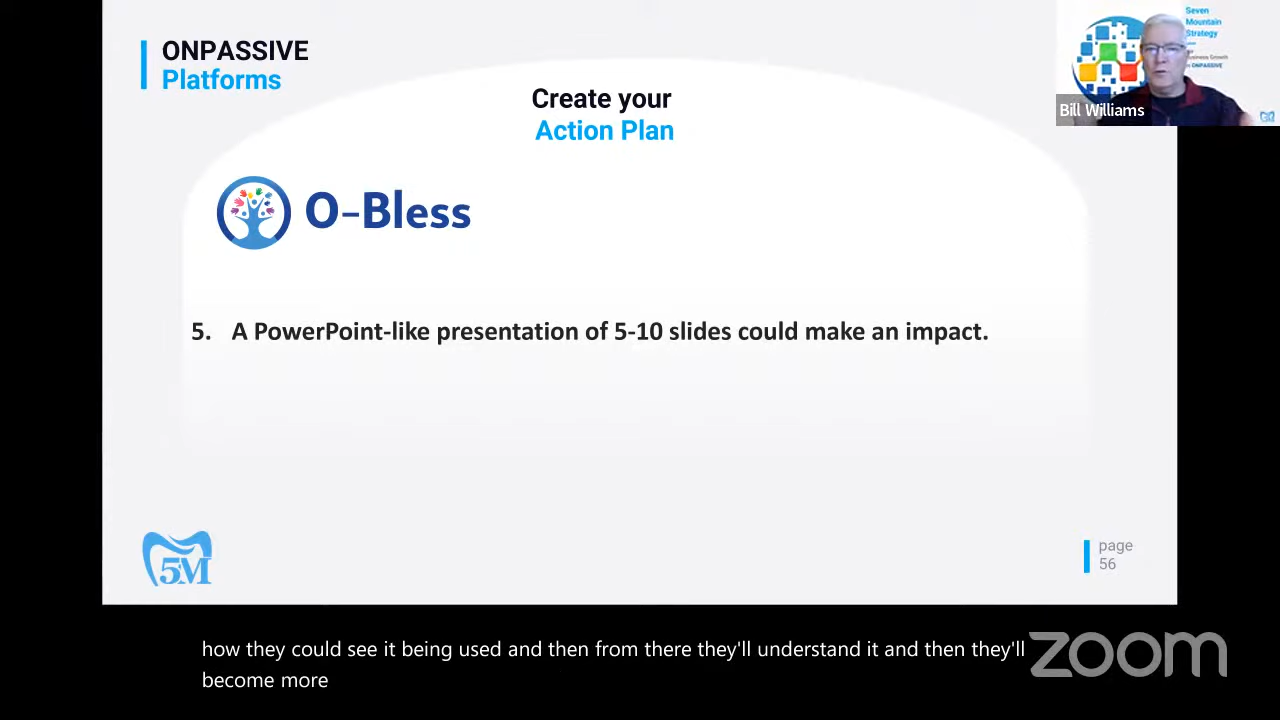 ONPASSIVE
Platforms
Create your
Action Plan
O-Bless
5. A PowerPoint-like presentation of 5-10 slides could make an impact.
5M
page
56
Seven
Mountain
Strategy
Business Growth
ONPASSIVE
Bill Williams
how they could see it being used and then from there they'll understand it and then they'll
become more
zoom